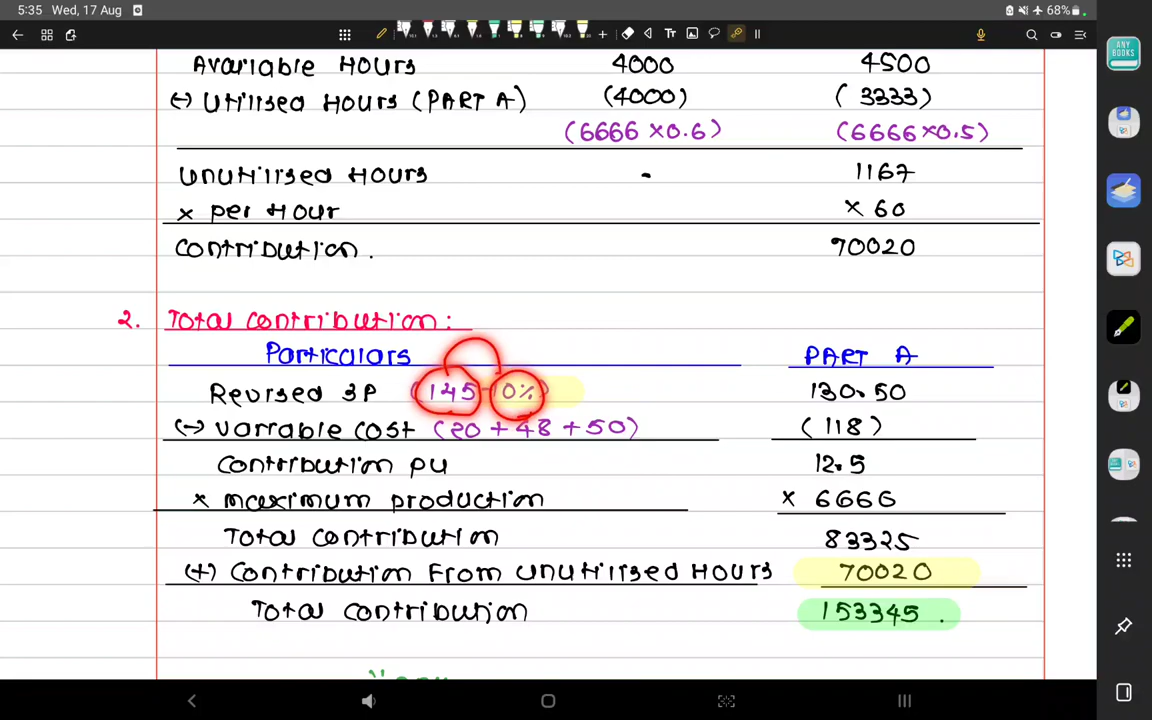 5:35 Wed, 17 Aug 68%
Tr
ANY BOOKS
Available Hours 4000 4500
(-) Utilised Hours (PART A) (4000) (3333)
(6666 ×0.6) (6666×0.5)
Unutilised Hours - 1167
× per Hour × 60
Contribution. 70020
2. Total contribution:
Particulars PART A
Revised SP (145-10%) 130.50
(-) Variable cost (20 + 48 + 50) (118)
Contribution pu 12.5
× maximum production × 6666
Total contribution 83325
(+) Contribution From unutilised Hours 70020
Total contribution 153345.